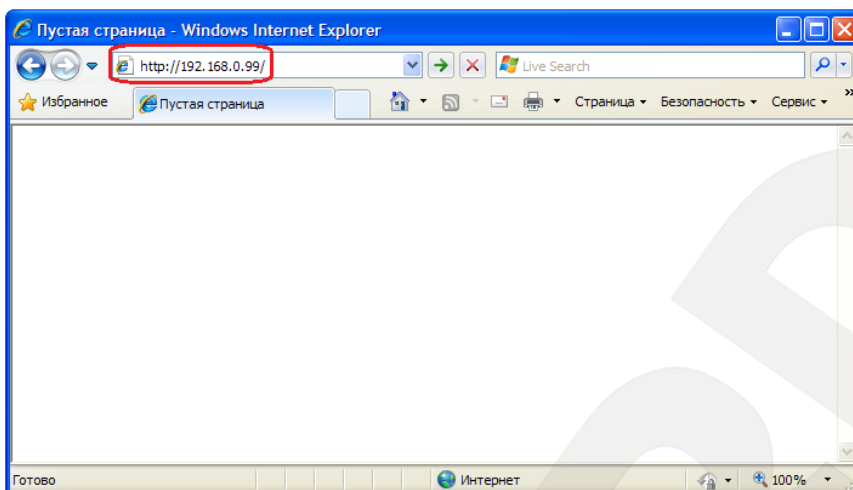 Пустая страница - Windows Internet Explorer
http://192.168.0.99/ Live Search
Избранное Пустая страница Страница Безопасность Сервис »
Готово Интернет 100%